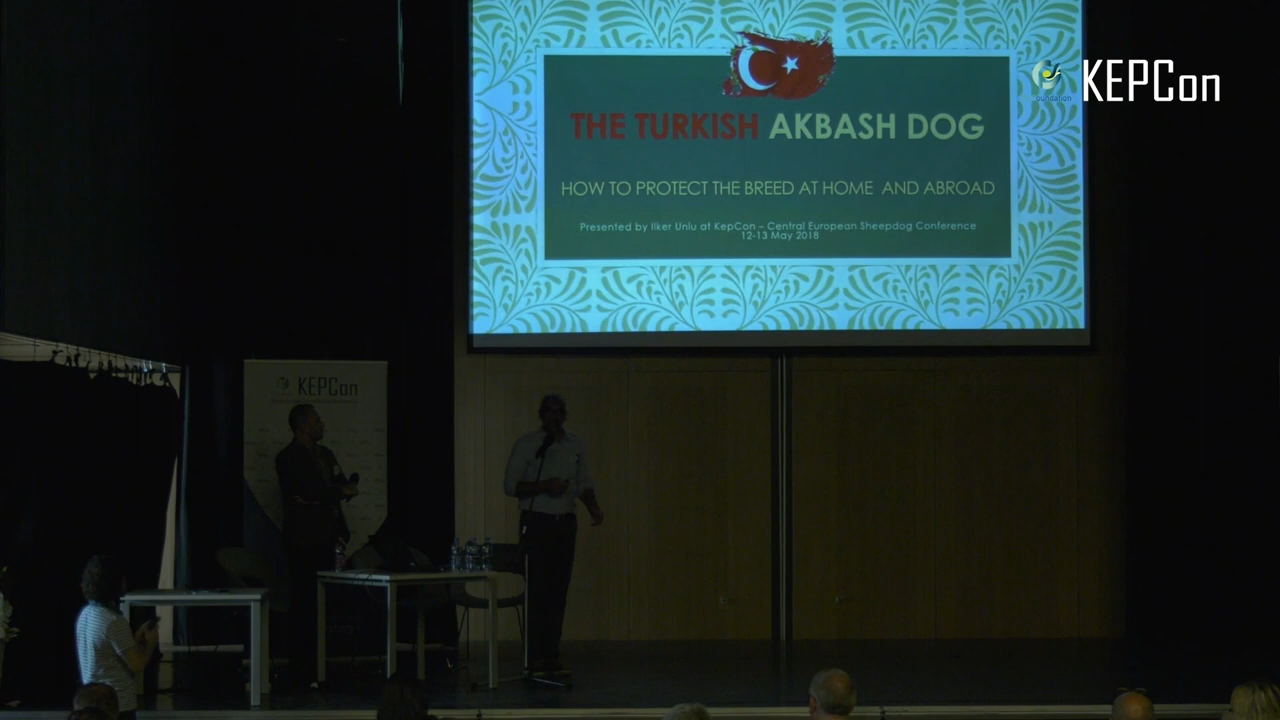 THE TURKISH AKBASH DOG
HOW TO PROTECT THE BREED AT HOME AND ABROAD
Presented by Ilker Unlu at KepCon – Central European Sheepdog Conference
12-13 May 2018
KEPCon
oundation
KEPCon